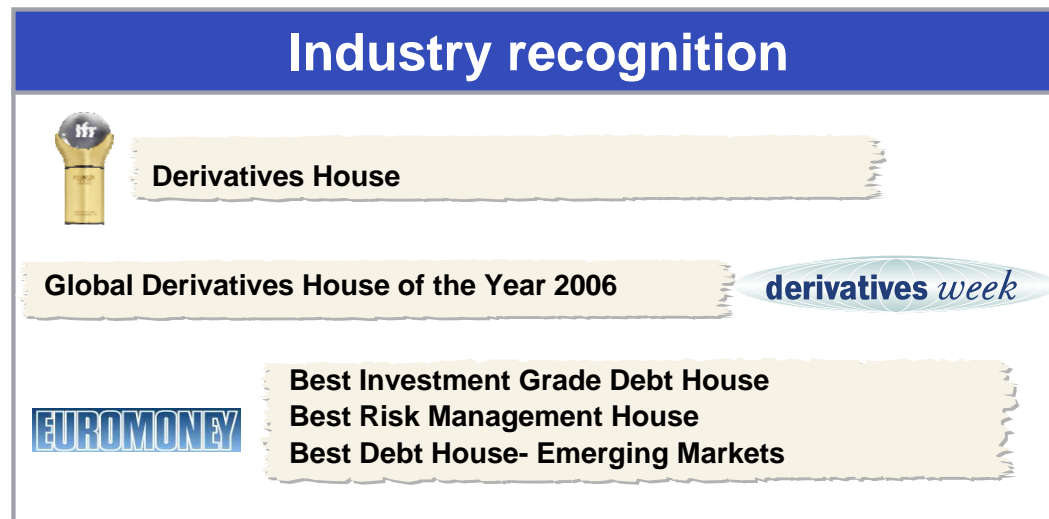 Industry recognition
ifr
Derivatives House
Global Derivatives House of the Year 2006
derivatives week
EUROMONEY
Best Investment Grade Debt House
Best Risk Management House
Best Debt House- Emerging Markets